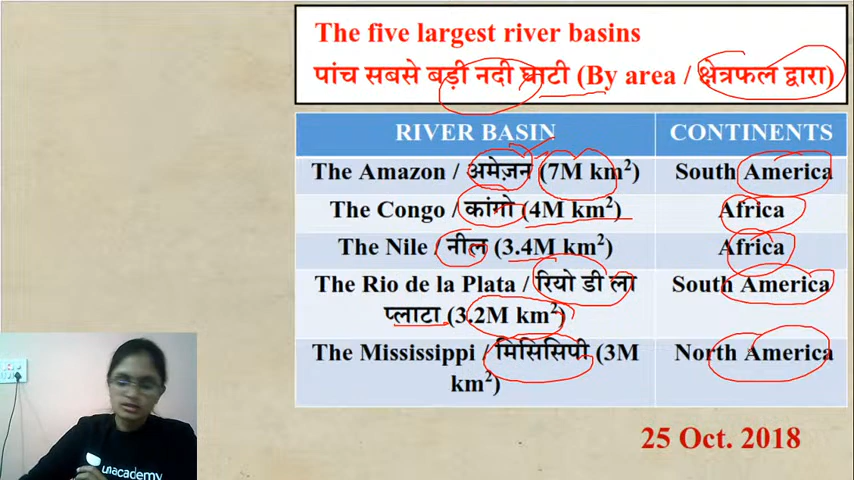 The five largest river basins
पांच सबसे बड़ी नदी घाटी (By area / क्षेत्रफल द्वारा)
RIVER BASIN CONTINENTS
The Amazon / अमेज़न (7M km²) South America
The Congo / कांगो (4M km²) Africa
The Nile / नील (3.4M km²) Africa
The Rio de la Plata / रियो डी ला South America
प्लाटा (3.2M km²)
The Mississippi / मिसिसिपी (3M North America
km²)
25 Oct. 2018
unacademy